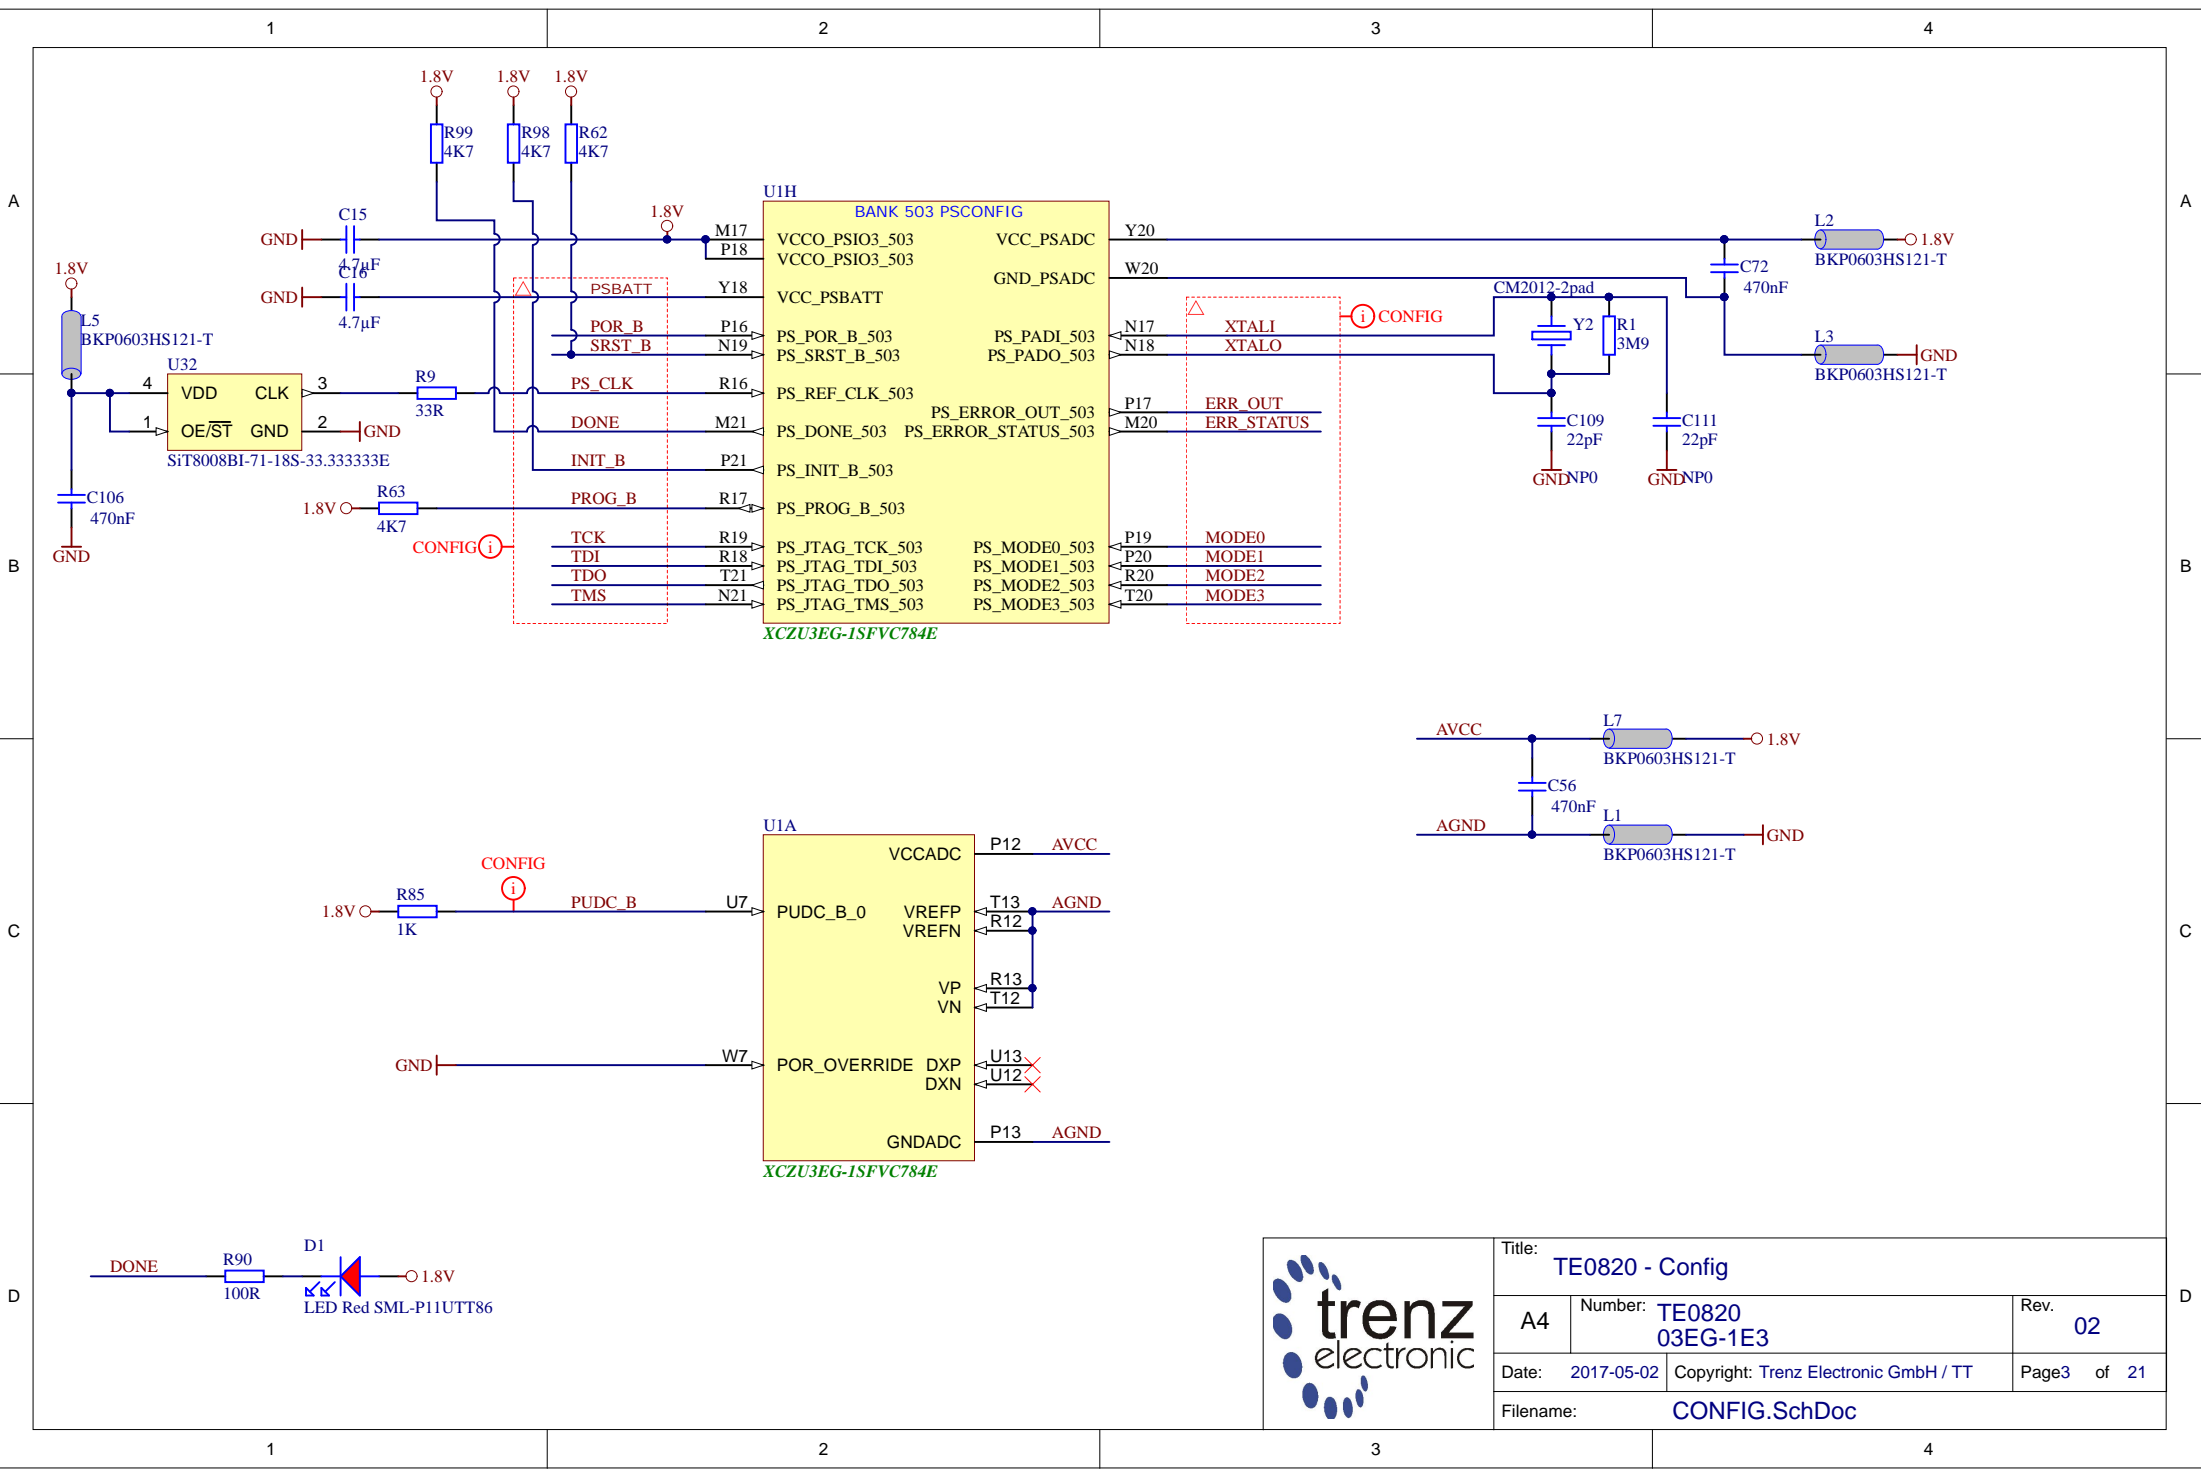 1 2 3 4
A A
B B
C C
D D
1.8V 1.8V 1.8V
R99 4K7
R98 4K7
R62 4K7
C15
GND
4.7µF
1.8V
C16
GND
4.7µF
1.8V
L5
BKP0603HS121-T
U32
4 VDD CLK 3
1 OE/ST GND 2 GND
SiT8008BI-71-18S-33.333333E
C106
470nF
GND
R9
33R
1.8V R63
4K7
CONFIG i
PSBATT
POR_B
SRST_B
PS_CLK
DONE
INIT_B
PROG_B
TCK
TDI
TDO
TMS
U1H
BANK 503 PSCONFIG
M17 VCCO_PSIO3_503
P18 VCCO_PSIO3_503
Y18 VCC_PSBATT
P16 PS_POR_B_503
N19 PS_SRST_B_503
R16 PS_REF_CLK_503
M21 PS_DONE_503
P21 PS_INIT_B_503
R17 PS_PROG_B_503
R19 PS_JTAG_TCK_503
R18 PS_JTAG_TDI_503
T21 PS_JTAG_TDO_503
N21 PS_JTAG_TMS_503
VCC_PSADC Y20
GND_PSADC W20
PS_PADI_503 N17 XTALI
PS_PADO_503 N18 XTALO
PS_ERROR_OUT_503 P17 ERR_OUT
PS_ERROR_STATUS_503 M20 ERR_STATUS
PS_MODE0_503 P19 MODE0
PS_MODE1_503 P20 MODE1
PS_MODE2_503 R20 MODE2
PS_MODE3_503 T20 MODE3
XCZU3EG-1SFVC784E
i CONFIG
CM2012-2pad
Y2
R1
3M9
C109
22pF
GND NP0
C111
22pF
GND NP0
C72
470nF
L2
1.8V
BKP0603HS121-T
L3
GND
BKP0603HS121-T
AVCC
L7
1.8V
BKP0603HS121-T
C56
470nF
AGND
L1
GND
BKP0603HS121-T
U1A
VCCADC P12 AVCC
CONFIG
i
1.8V R85
1K
PUDC_B U7 PUDC_B_0
VREFP T13 AGND
VREFN R12
VP R13
VN T12
GND W7 POR_OVERRIDE
DXP U13
DXN U12
GNDADC P13 AGND
XCZU3EG-1SFVC784E
DONE
R90
100R
D1
1.8V
LED Red SML-P11UTT86
trenz
electronic
Title:
TE0820 - Config
A4
Number: TE0820
03EG-1E3
Rev.
02
Date: 2017-05-02 Copyright: Trenz Electronic GmbH / TT Page3 of 21
Filename: CONFIG.SchDoc
1 2 3 4